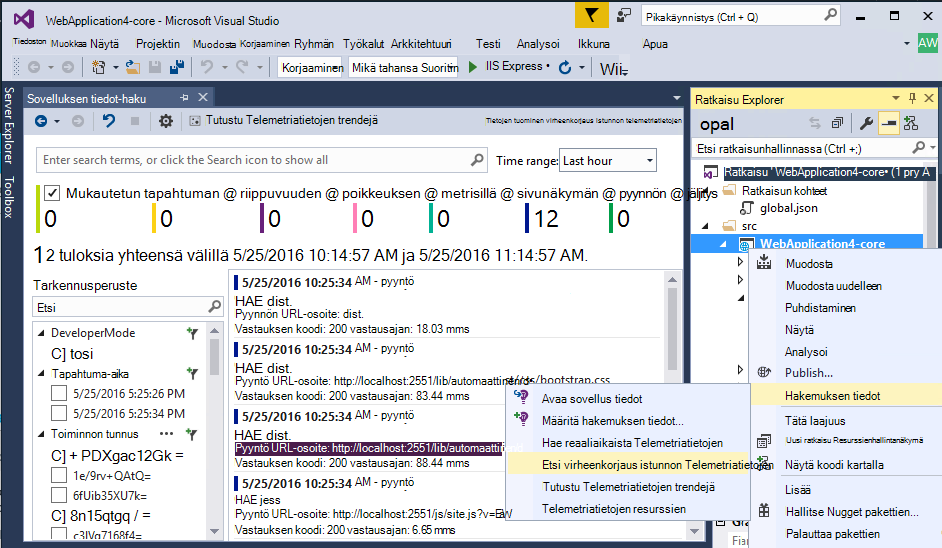 WebApplication4-core - Microsoft Visual Studio
Pikakäynnistys (Ctrl + Q)
Tiedoston Muokkaa Näytä Projektin Muodosta Korjaaminen Ryhmän Työkalut Arkkitehtuuri Testi Analysoi Ikkuna Apua
AW
Korjaaminen Mikä tahansa Suoritin IIS Express Wii
Server Explorer
Toolbox
Sovelluksen tiedot-haku
Tutustu Telemetriatietojen trendejä
Tietojen tuominen virheenkorjaus istunnon telemetriatietojen
Enter search terms, or click the Search icon to show all
Time range: Last hour
Mukautetun tapahtuman @ riippuvuuden @ poikkeuksen @ metrisillä @ sivunäkymän @ pyynnön @ jäljitys
0 0 0 0 0 12 0
12 tuloksia yhteensä välillä 5/25/2016 10:14:57 AM ja 5/25/2016 11:14:57 AM.
Tarkennusperuste
Etsi
DeveloperMode
C] tosi
Tapahtuma-aika
5/25/2016 5:25:26 PM
5/25/2016 5:25:34 PM
Toiminnon tunnus
C] + PDXgac12Gk =
1e/9rv+QAtQ=
6fUib35XU7k=
C] 8n15qtgq / =
c3lVq7168f4=
5/25/2016 10:25:34 AM - pyyntö
HAE dist.
Pyynnön URL-osoite: dist.
Vastauksen koodi: 200 vastausajan: 18.03 mms
5/25/2016 10:25:34 AM - pyyntö
HAE dist.
Pyyntö URL-osoite: http://localhost:2551/lib/automaattinen
st/css/bootstrap.css
Vastauksen koodi: 200 vastausajan: 83.44 mms
5/25/2016 10:25:34 AM - pyyntö
HAE dist.
Pyyntö URL-osoite: http://localhost:2551/lib/automaattinen
Vastauksen koodi: 200 vastausajan: 88.44 mms
5/25/2016 10:25:34 AM - pyyntö
HAE jess
Pyyntö URL-osoite: http://localhost:2551/js/site.js?v=Ew
Vastauksen koodi: 200 vastausajan: 6.65 mms
Avaa sovellus tiedot
Määritä hakemuksen tiedot...
Hae reaaliaikaista Telemetriatietojen
Etsi virheenkorjaus istunnon Telemetriatietojen
Tutustu Telemetriatietojen trendejä
Telemetriatietojen resurssien
Ratkaisu Explorer
opal
Etsi ratkaisunhallinnassa (Ctrl +;)
Ratkaisu 'WebApplication4-core• (1 pry A
Ratkaisun kohteet
global.json
src
WebApplication4-core
Muodosta
Muodosta uudelleen
Puhdistaminen
Näytä
Analysoi
Publish...
Hakemuksen tiedot
Tätä laajuus
Uusi ratkaisu Resurssienhallintanäkymä
Näytä koodi kartalla
Lisää
Hallitse Nugget pakettien...
Palauttaa pakettien